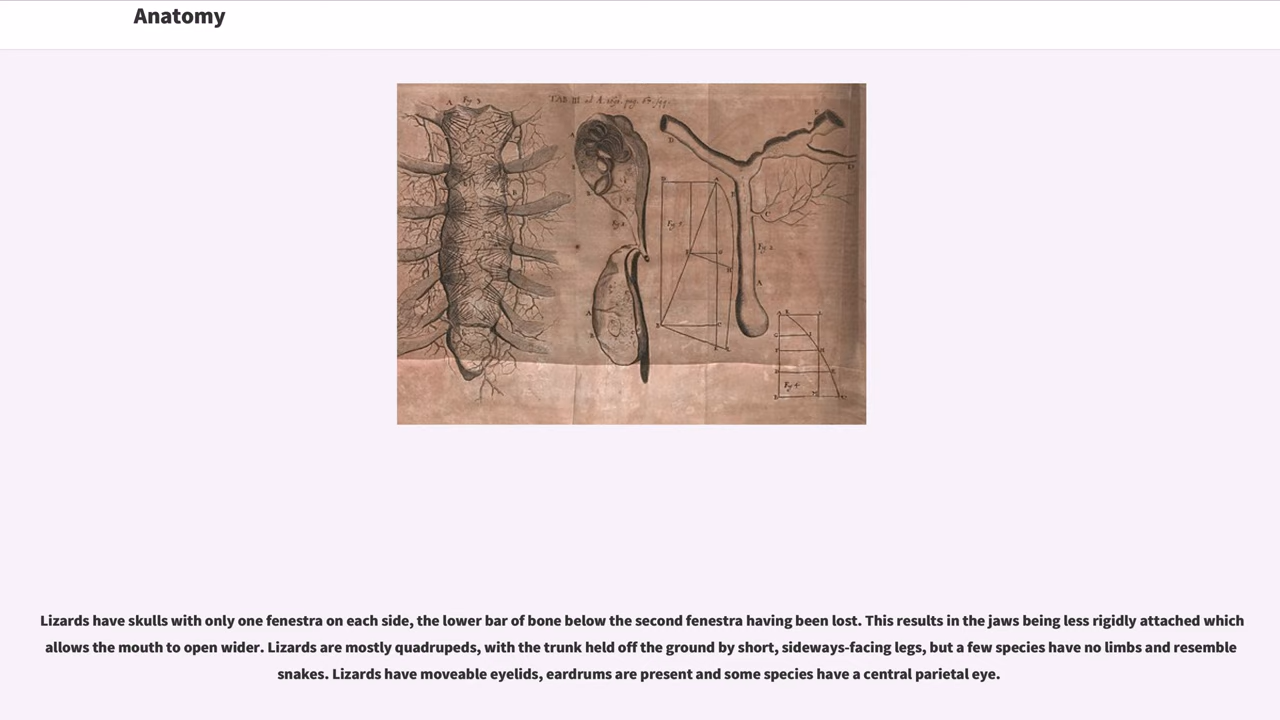 Anatomy
Lizards have skulls with only one fenestra on each side, the lower bar of bone below the second fenestra having been lost. This results in the jaws being less rigidly attached which
allows the mouth to open wider. Lizards are mostly quadrupeds, with the trunk held off the ground by short, sideways-facing legs, but a few species have no limbs and resemble
snakes. Lizards have moveable eyelids, eardrums are present and some species have a central parietal eye.